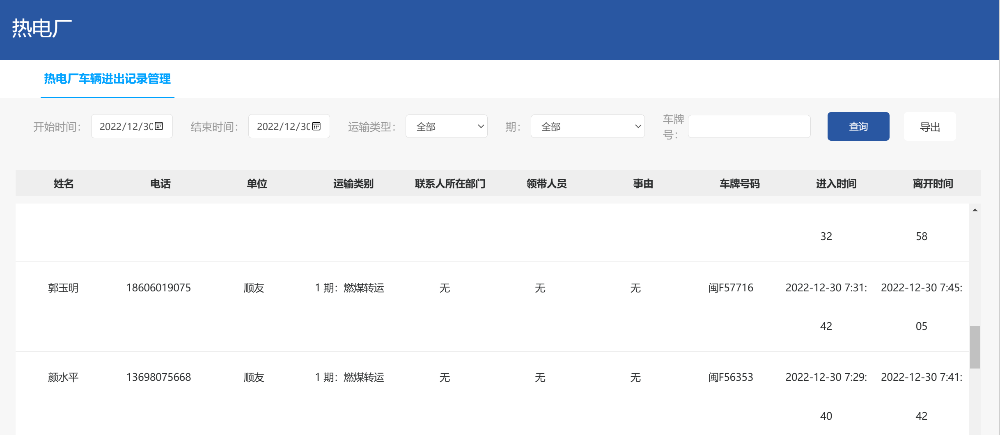 热电厂
热电厂车辆进出记录管理
开始时间： 2022/12/30 结束时间： 2022/12/30 运输类型： 全部 期： 全部 车牌号： 查询 导出
姓名 电话 单位 运输类别 联系人所在部门 领带人员 事由 车牌号码 进入时间 离开时间
32 58
郭玉明 18606019075 顺友 1 期：燃煤转运 无 无 无 闽F57716 2022-12-30 7:31: 2022-12-30 7:45:
42 05
颜水平 13698075668 顺友 1 期：燃煤转运 无 无 无 闽F56353 2022-12-30 7:29: 2022-12-30 7:41:
40 42